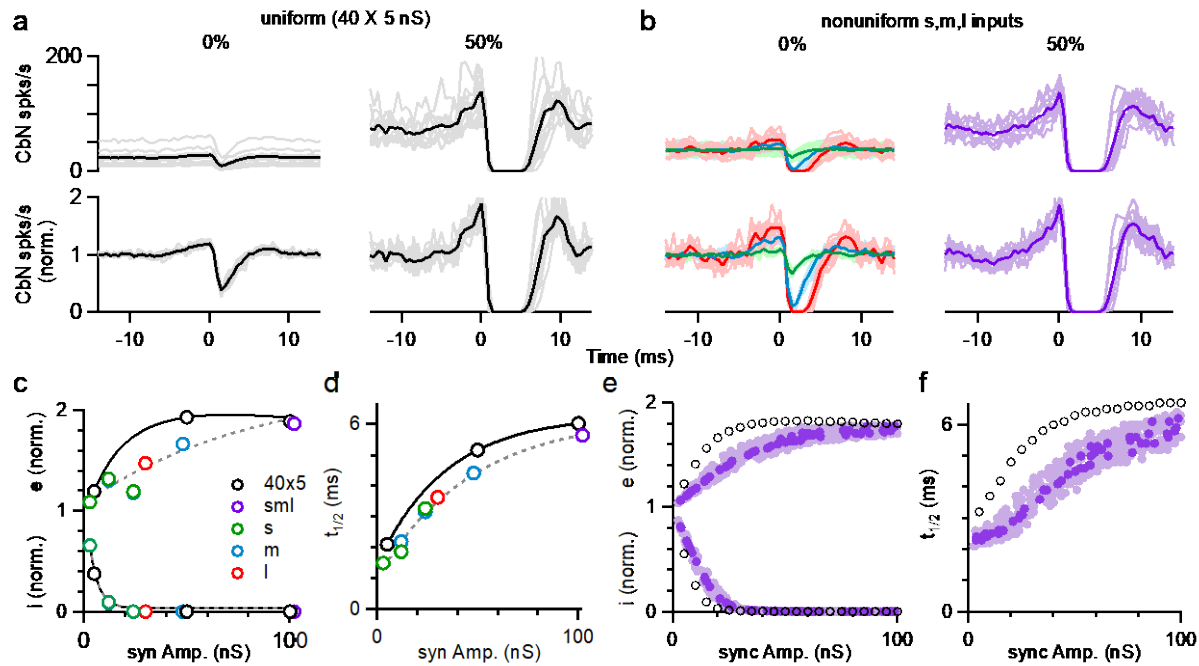 a uniform (40 X 5 nS) b nonuniform s,m,l inputs
0% 50% 0% 50%
200
CbN spks/s
0
2
CbN spks/s
(norm.)
1
0
-10 0 10 -10 0 10 -10 0 10 -10 0 10
Time (ms)
c d e f
2 6 2 6
e (norm.) t1/2 (ms) e (norm.) t1/2 (ms)
40x5
sml
s
m
l
1 1
i (norm.) i (norm.)
0 0 0 0
0 100 0 100 0 100 0 100
syn Amp. (nS) syn Amp. (nS) sync Amp. (nS) sync Amp. (nS)